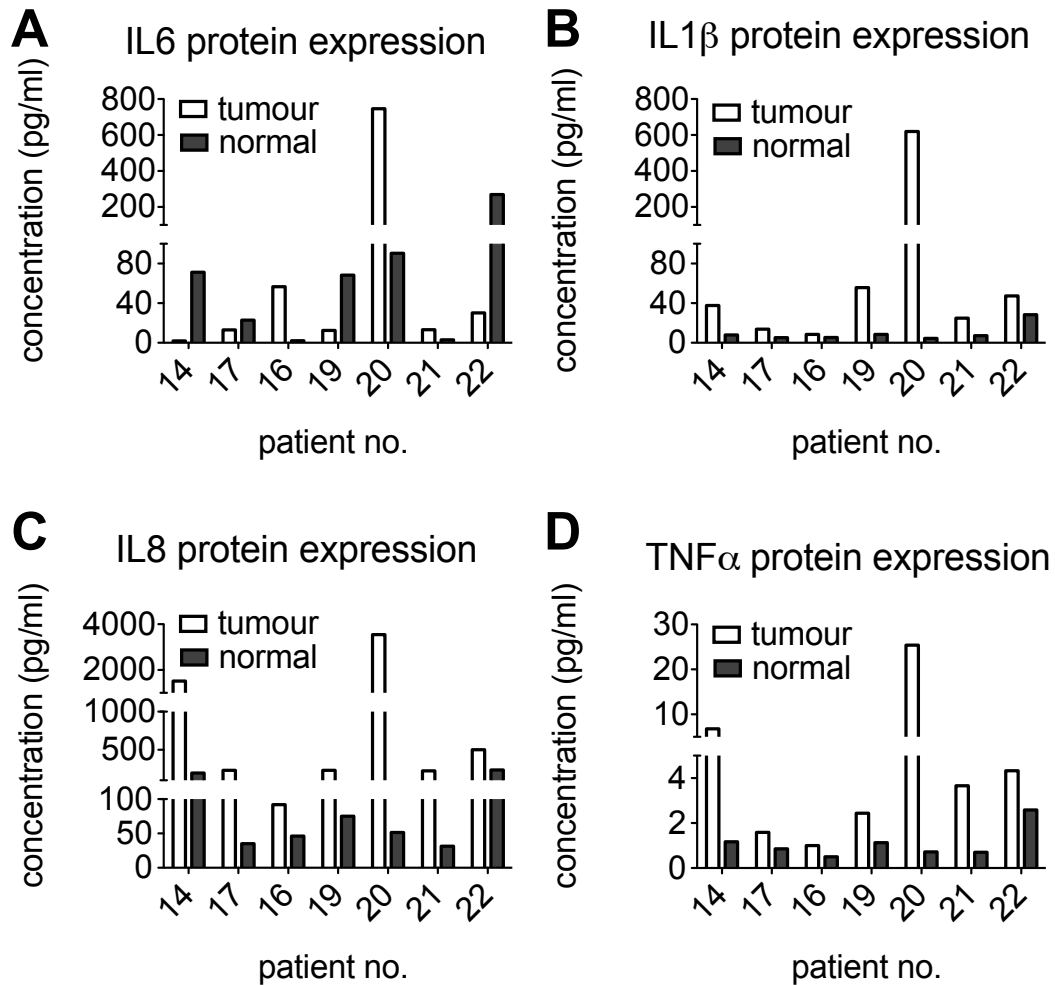 A
IL6 protein expression
concentration (pg/ml)
800
600
400
200
80
40
0
tumour
normal
14
17
16
19
20
21
22
patient no.
B
IL1β protein expression
concentration (pg/ml)
800
600
400
200
80
40
0
tumour
normal
14
17
16
19
20
21
22
patient no.
C
IL8 protein expression
concentration (pg/ml)
4000
2000
1000
500
100
50
0
tumour
normal
14
17
16
19
20
21
22
patient no.
D
TNFα protein expression
concentration (pg/ml)
30
20
10
4
2
0
tumour
normal
14
17
16
19
20
21
22
patient no.